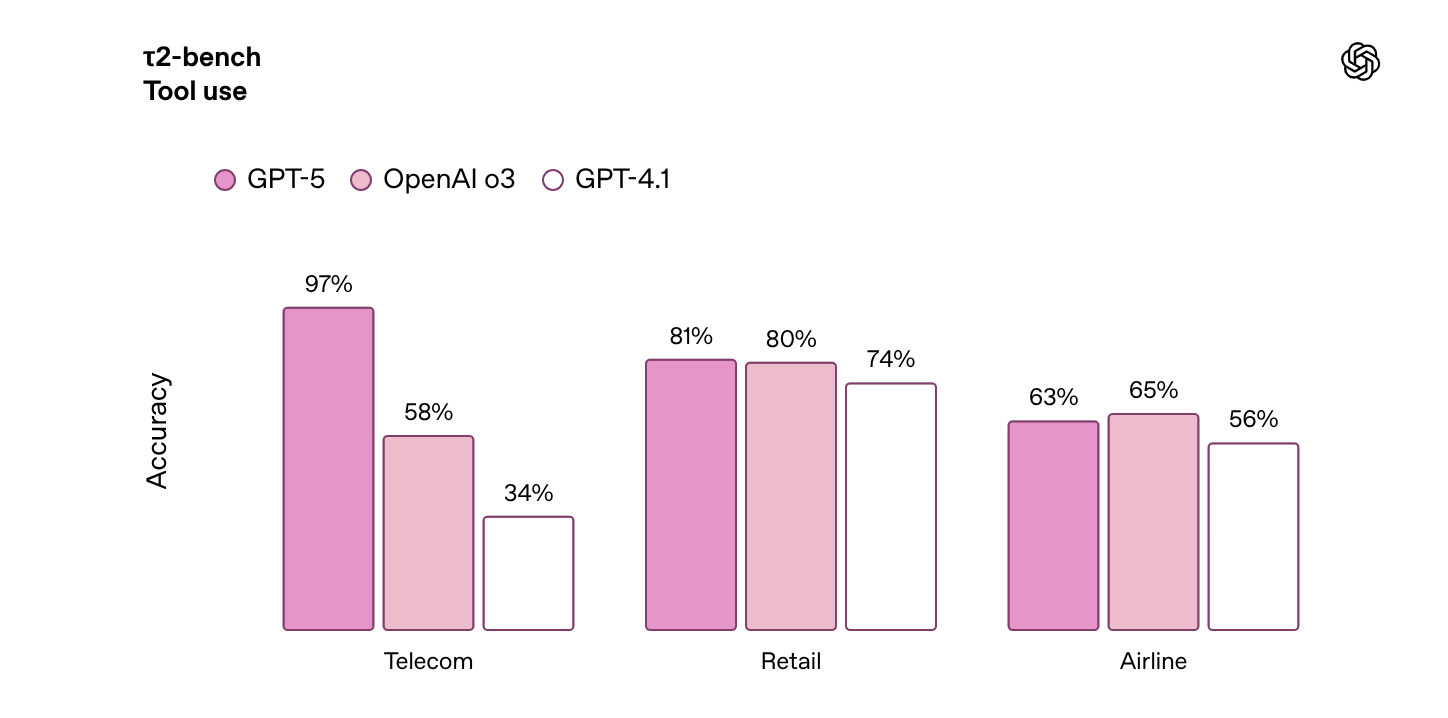 τ2-bench
Tool use
GPT-5 OpenAI o3 GPT-4.1
Accuracy
97%
58%
34%
81%
80%
74%
63%
65%
56%
Telecom Retail Airline